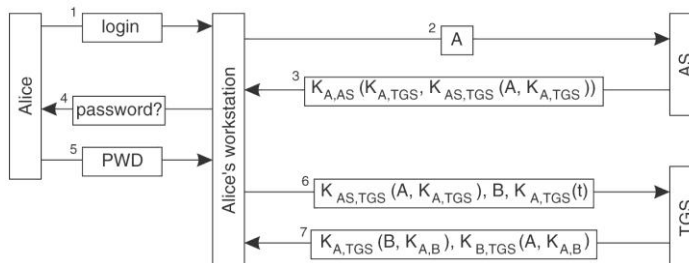 Alice
1 login
4 password?
5 PWD
Alice's workstation
2 A
3 K_A,AS (K_A,TGS, K_AS,TGS (A, K_A,TGS))
AS
6 K_AS,TGS (A, K_A,TGS), B, K_A,TGS(t)
7 K_A,TGS (B, K_A,B), K_B,TGS (A, K_A,B)
TGS